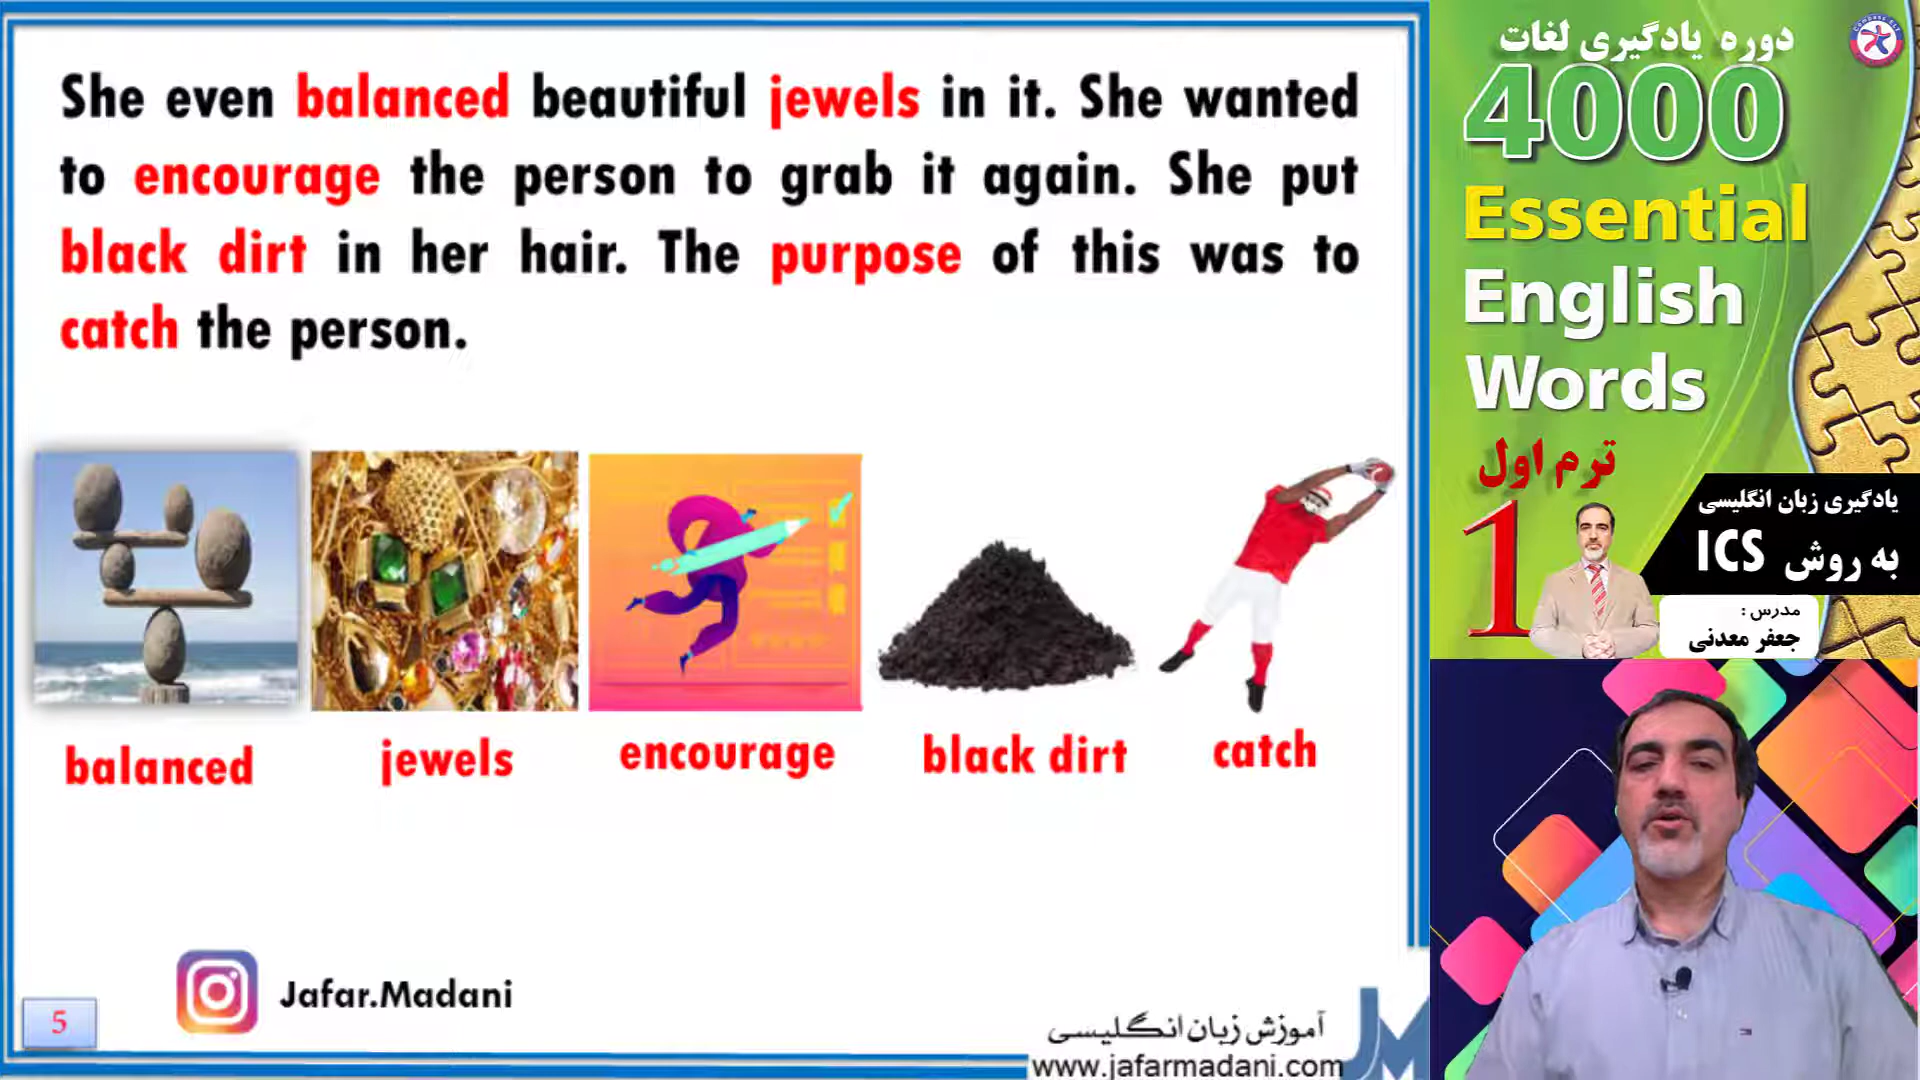 She even balanced beautiful jewels in it. She wanted
to encourage the person to grab it again. She put
black dirt in her hair. The purpose of this was to
catch the person.
balanced
jewels
encourage
black dirt
catch
Jafar.Madani
5
آموزش زبان انگلیسی
www.jafarmadani.com
JM
دوره یادگیری لغات
4000
Essential
English
Words
ترم اول
1
یادگیری زبان انگلیسی
به روش ICS
مدرس :
جعفر معدنی